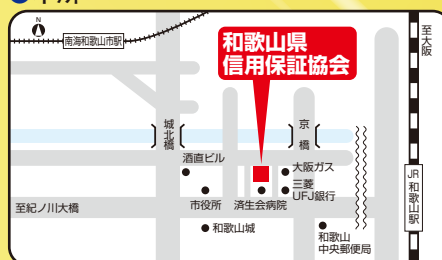 本所
N
南海和歌山市駅
至大阪
和歌山県
信用保証協会
城北橋
京橋
酒直ビル
大阪ガス
三菱
UFJ銀行
市役所
済生会病院
JR和歌山駅
至紀ノ川大橋
和歌山城
和歌山
中央郵便局